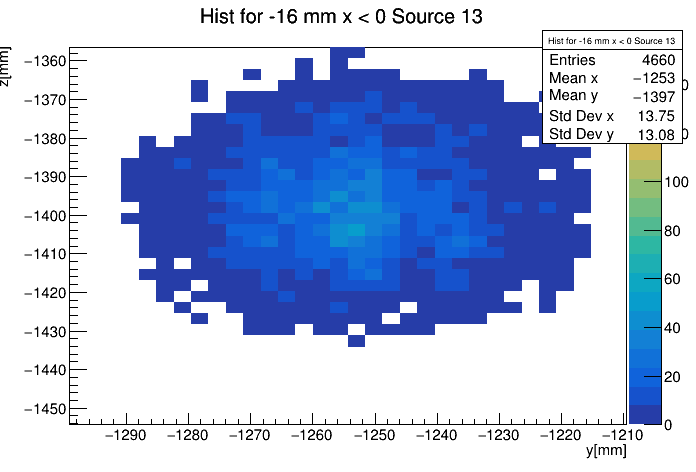 Hist for -16 mm x < 0 Source 13
z[mm]
Hist for -16 mm x < 0 Source 13
Entries 4660
Mean x −1253
Mean y −1397
Std Dev x 13.75
Std Dev y 13.08
−1360
−1370
−1380
−1390
−1400
−1410
−1420
−1430
−1440
−1450
100
80
60
40
20
0
−1290 −1280 −1270 −1260 −1250 −1240 −1230 −1220 −1210
y[mm]